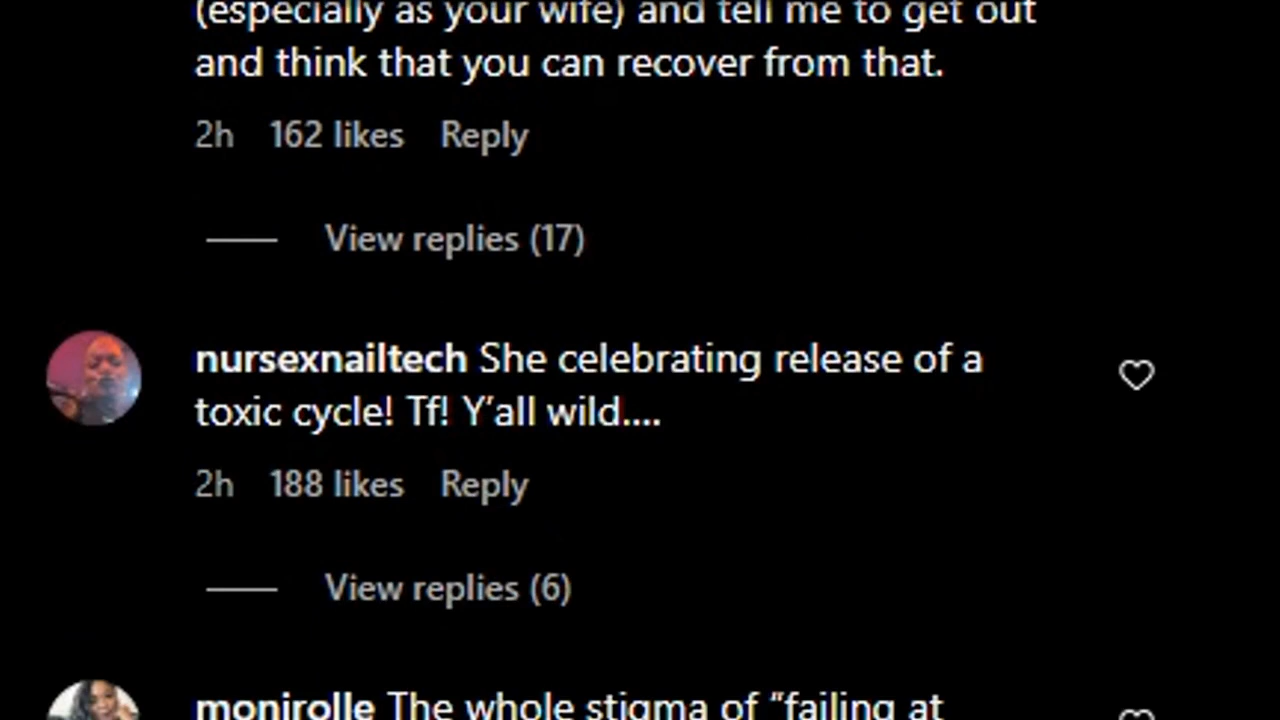 (especially as your wife) and tell me to get out
and think that you can recover from that.
2h 162 likes Reply
View replies (17)
nursexnailtech She celebrating release of a
toxic cycle! Tf! Y'all wild....
2h 188 likes Reply
View replies (6)
monirolle The whole stigma of "failing at